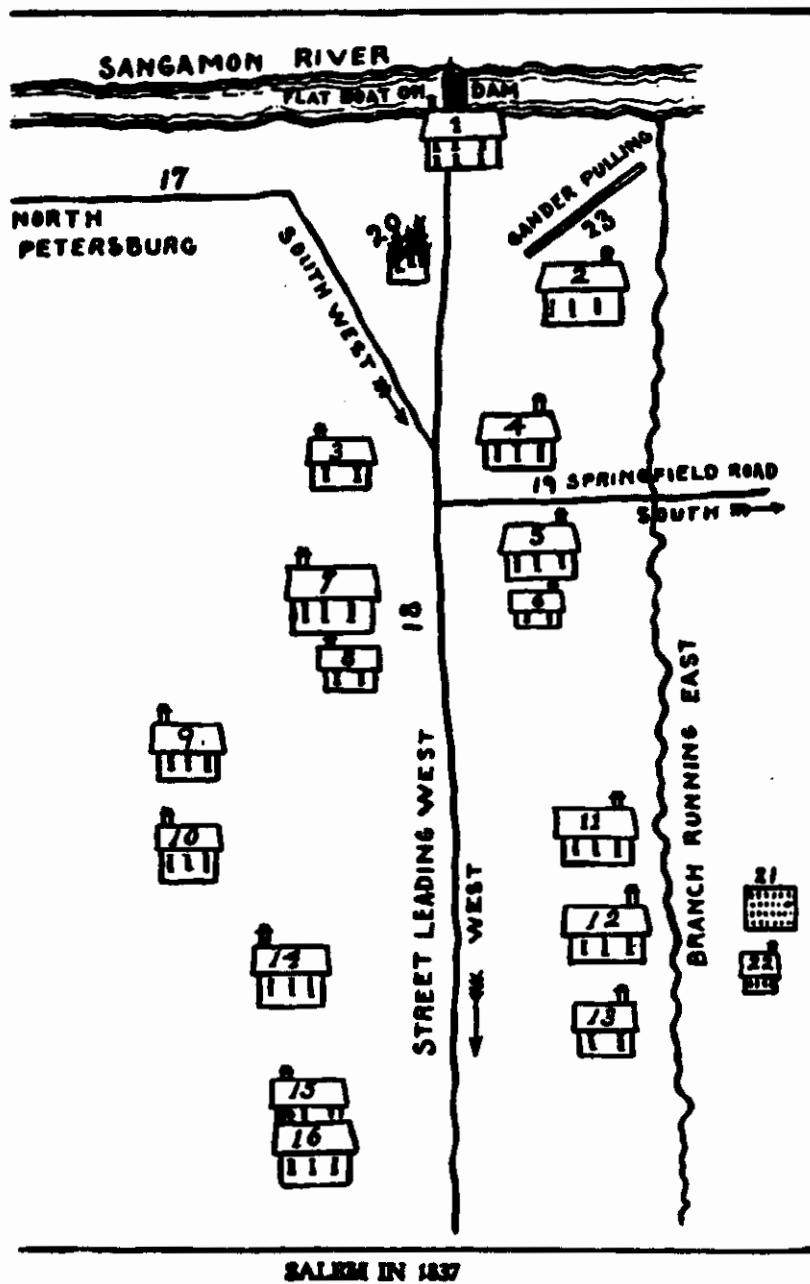 SANGAMON RIVER
FLAT BOAT ON DAM
1
GANDER PULLING
23
17
NORTH
PETERSBURG
SOUTH WEST
2
3
4
19 SPRINGFIELD ROAD
SOUTH
5
6
7
18
8
9
10
STREET LEADING WEST
WEST
BRANCH RUNNING EAST
11
21
12
22
14
13
15
16
SALEM IN 1837